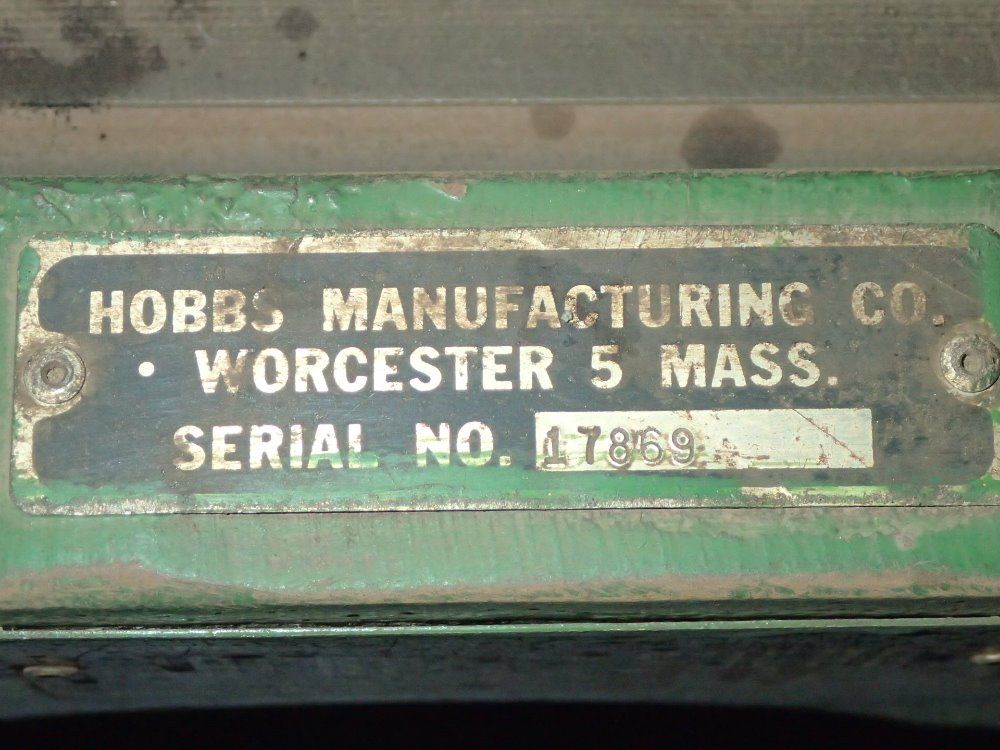 HOBBS MANUFACTURING CO.
• WORCESTER 5 MASS.
SERIAL NO. 17869